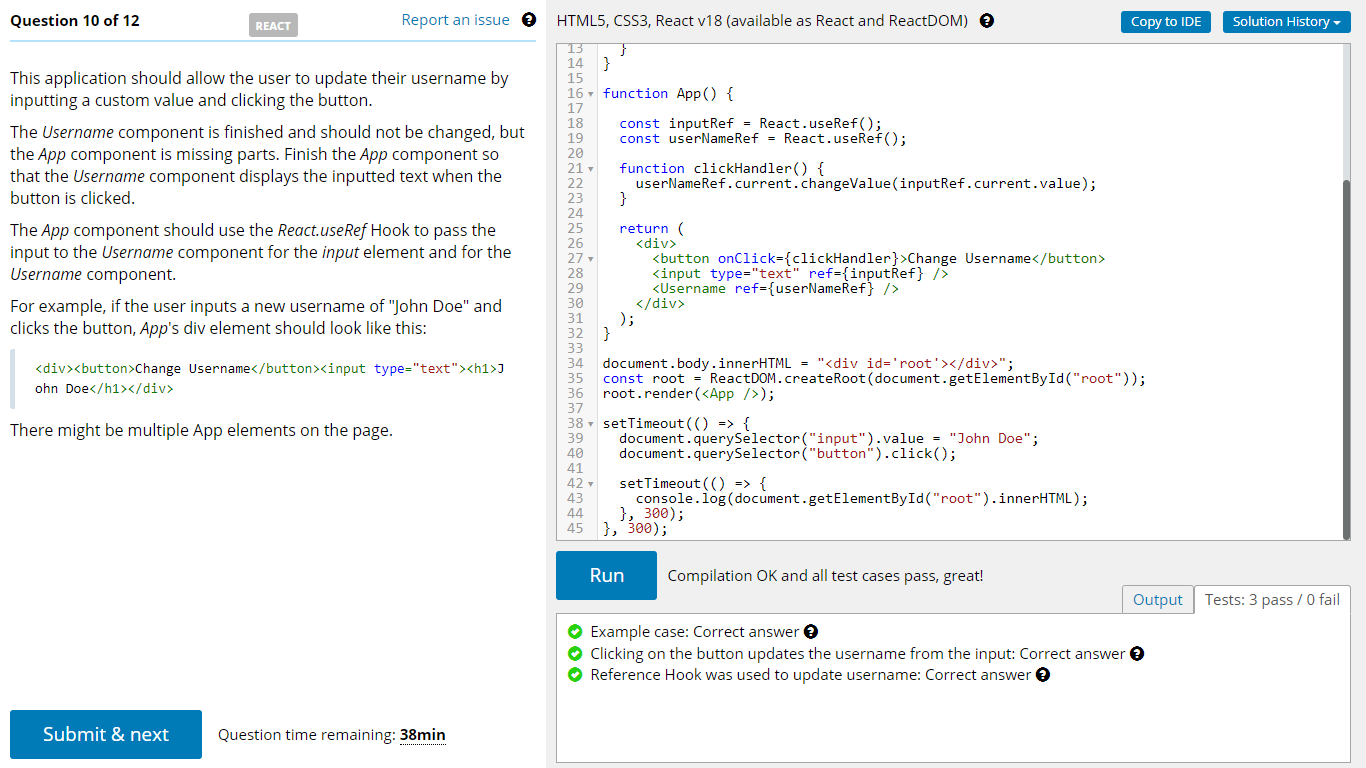 Question 10 of 12
REACT
Report an issue ?
This application should allow the user to update their username by
inputting a custom value and clicking the button.
The Username component is finished and should not be changed, but
the App component is missing parts. Finish the App component so
that the Username component displays the inputted text when the
button is clicked.
The App component should use the React.useRef Hook to pass the
input to the Username component for the input element and for the
Username component.
For example, if the user inputs a new username of "John Doe" and
clicks the button, App's div element should look like this:
<div><button>Change Username</button><input type="text"><h1>J
ohn Doe</h1></div>
There might be multiple App elements on the page.
Submit & next
Question time remaining: 38min
HTML5, CSS3, React v18 (available as React and ReactDOM) ?
Copy to IDE
Solution History
13   }
14 }
15
16 function App() {
17
18   const inputRef = React.useRef();
19   const userNameRef = React.useRef();
20
21   function clickHandler() {
22     userNameRef.current.changeValue(inputRef.current.value);
23   }
24
25   return (
26     <div>
27       <button onClick={clickHandler}>Change Username</button>
28       <input type="text" ref={inputRef} />
29       <Username ref={userNameRef} />
30     </div>
31   );
32 }
33
34 document.body.innerHTML = "<div id='root'></div>";
35 const root = ReactDOM.createRoot(document.getElementById("root"));
36 root.render(<App />);
37
38 setTimeout(() => {
39   document.querySelector("input").value = "John Doe";
40   document.querySelector("button").click();
41
42   setTimeout(() => {
43     console.log(document.getElementById("root").innerHTML);
44   }, 300);
45 }, 300);
Run
Compilation OK and all test cases pass, great!
Output
Tests: 3 pass / 0 fail
Example case: Correct answer ?
Clicking on the button updates the username from the input: Correct answer ?
Reference Hook was used to update username: Correct answer ?